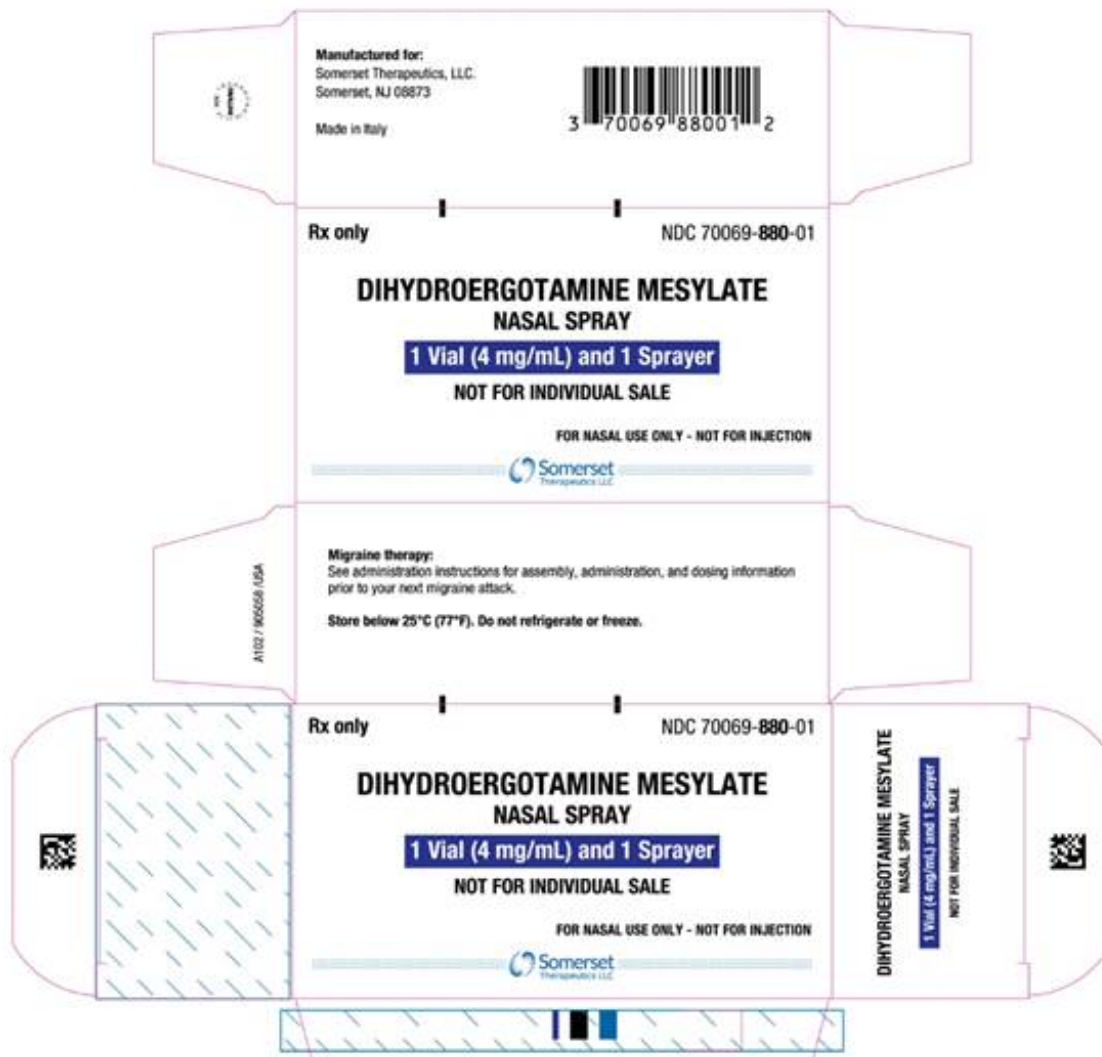 Manufactured for:
Somerset Therapeutics, LLC.
Somerset, NJ 08873
Made in Italy
3 70069 88001 2
Rx only
NDC 70069-880-01
DIHYDROERGOTAMINE MESYLATE
NASAL SPRAY
1 Vial (4 mg/mL) and 1 Sprayer
NOT FOR INDIVIDUAL SALE
FOR NASAL USE ONLY - NOT FOR INJECTION
Somerset
Therapeutics LLC
Migraine therapy:
See administration instructions for assembly, administration, and dosing information
prior to your next migraine attack.
Store below 25°C (77°F). Do not refrigerate or freeze.
A102 / 905058 /USA
Rx only
NDC 70069-880-01
DIHYDROERGOTAMINE MESYLATE
NASAL SPRAY
1 Vial (4 mg/mL) and 1 Sprayer
NOT FOR INDIVIDUAL SALE
FOR NASAL USE ONLY - NOT FOR INJECTION
Somerset
Therapeutics LLC
DIHYDROERGOTAMINE MESYLATE
NASAL SPRAY
1 Vial (4 mg/mL) and 1 Sprayer
NOT FOR INDIVIDUAL SALE